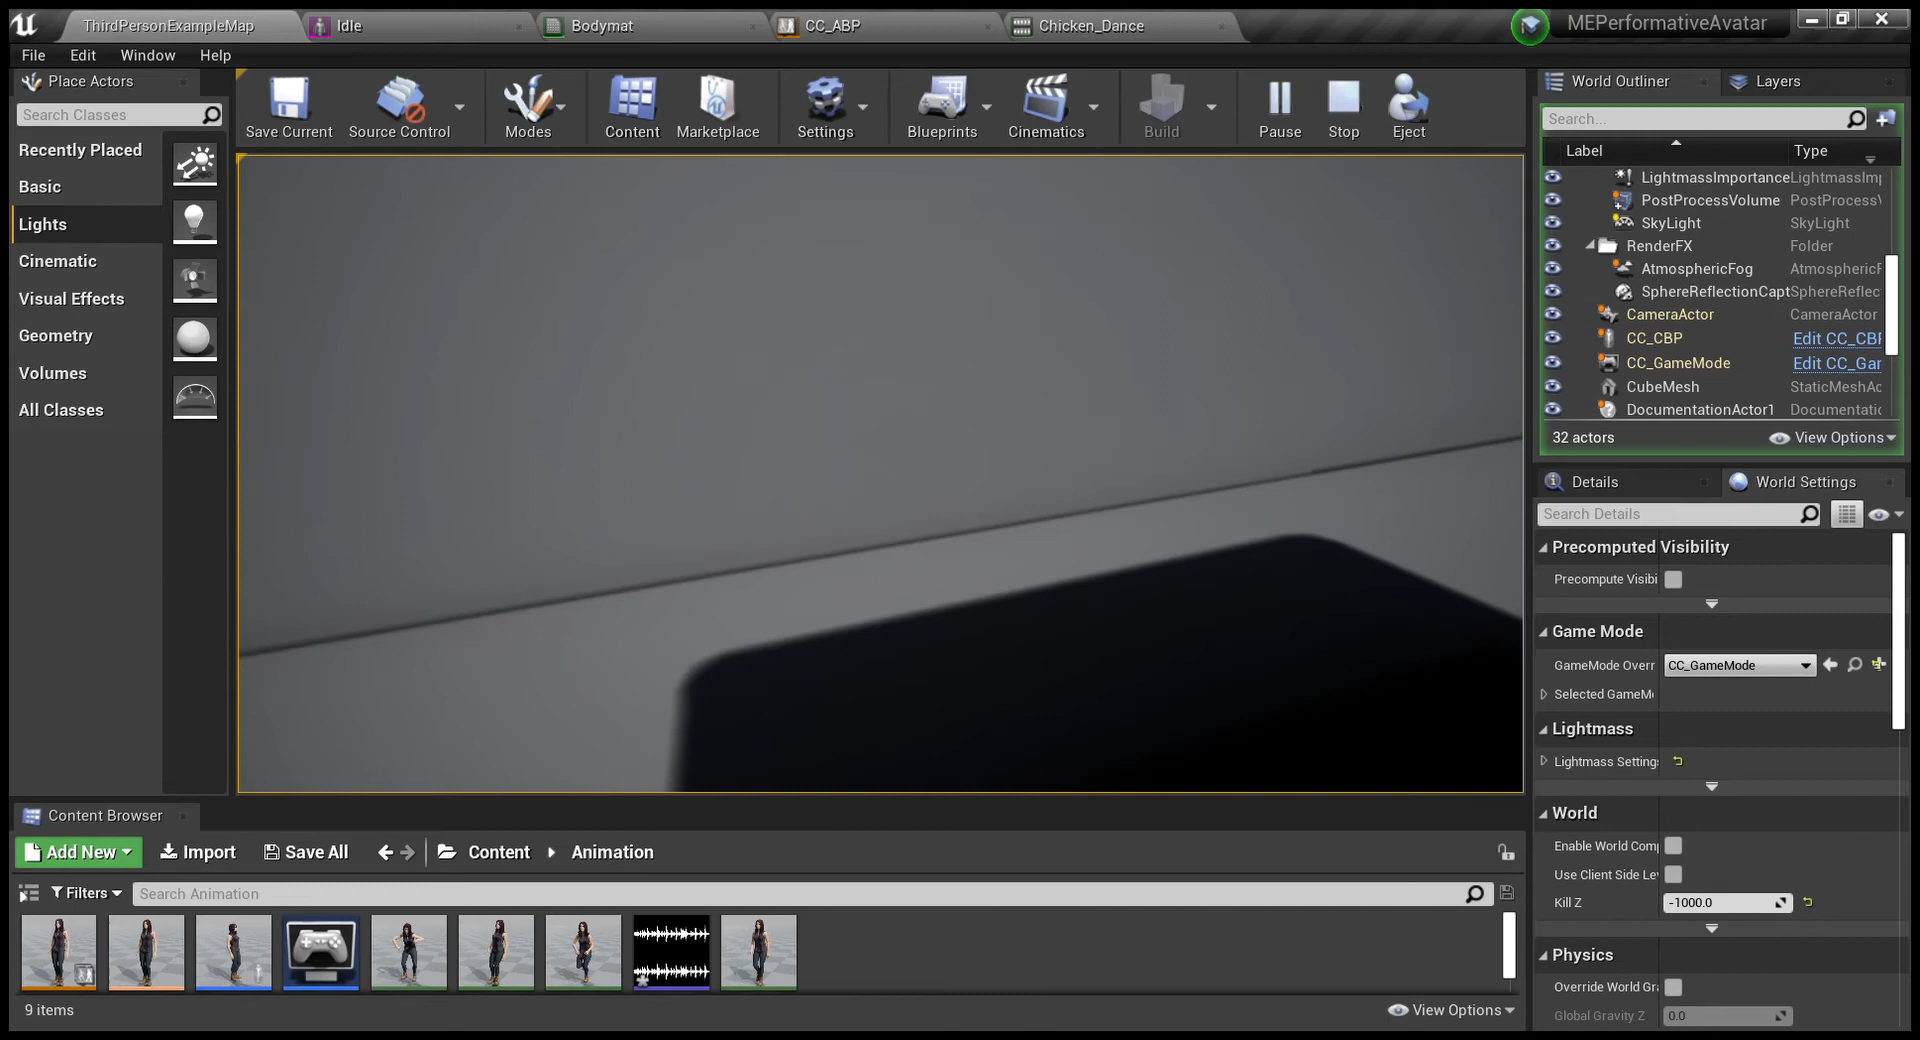 ThirdPersonExampleMap
Idle
Bodymat
CC_ABP
Chicken_Dance
MEPerformativeAvatar
File Edit Window Help
Place Actors
Search Classes
Recently Placed
Basic
Lights
Cinematic
Visual Effects
Geometry
Volumes
All Classes
Save Current
Source Control
Modes
Content
Marketplace
Settings
Blueprints
Cinematics
Build
Pause
Stop
Eject
World Outliner
Layers
Search...
Label Type
LightmassImportance LightmassImp
PostProcessVolume PostProcessV
SkyLight SkyLight
RenderFX Folder
AtmosphericFog AtmosphericF
SphereReflectionCapt SphereReflec
CameraActor CameraActor
CC_CBP Edit CC_CBP
CC_GameMode Edit CC_Gar
CubeMesh StaticMeshAc
DocumentationActor1 Documentatic
32 actors
View Options
Details
World Settings
Search Details
Precomputed Visibility
Precompute Visibi
Game Mode
GameMode Overr CC_GameMode
Selected GameM
Lightmass
Lightmass Settings
World
Enable World Comp
Use Client Side Lev
Kill Z -1000.0
Physics
Override World Gra
Global Gravity Z 0.0
Content Browser
Add New
Import
Save All
Content
Animation
Filters
Search Animation
9 items
View Options